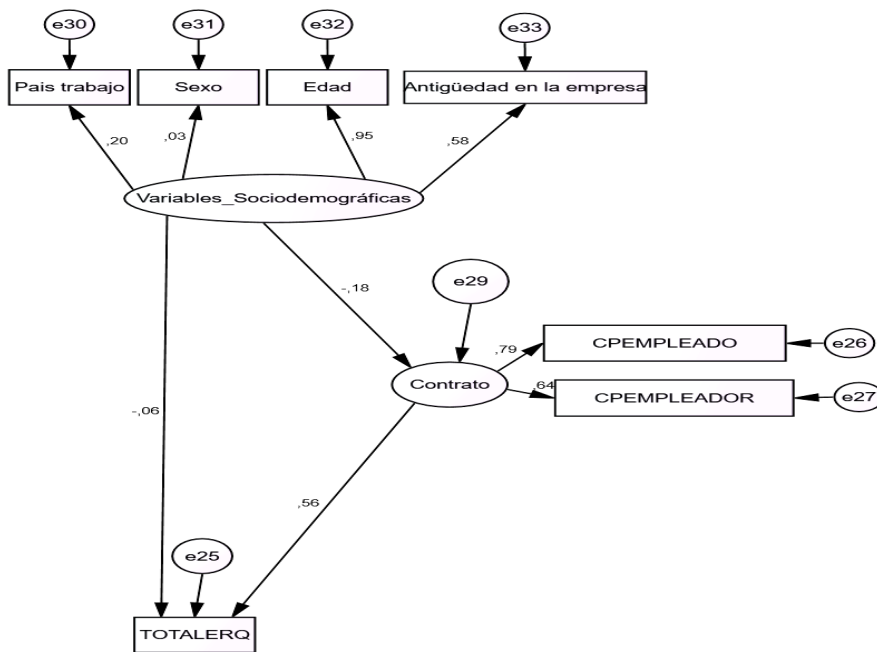 e30
e31
e32
e33
Pais trabajo
Sexo
Edad
Antigüedad en la empresa
,20
,03
,95
,58
Variables_Sociodemográficas
-,18
e29
,79
CPEMPLEADO
e26
Contrato
,64
CPEMPLEADOR
e27
-,06
,56
e25
TOTALERQ